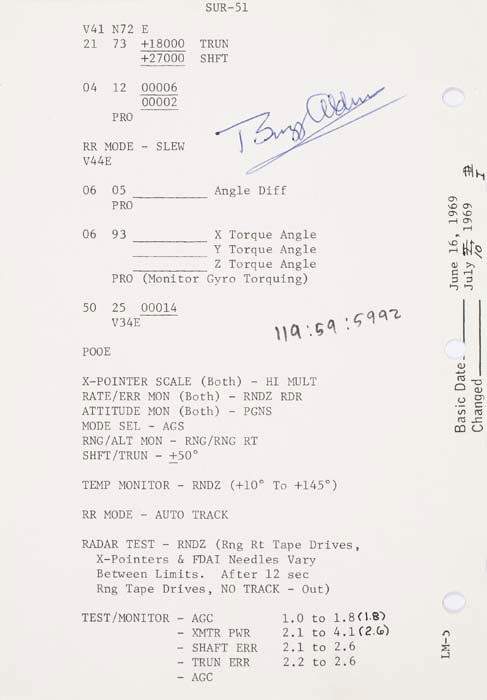 SUR-51
V41 N72 E
21 73 +18000 TRUN
+27000 SHFT
04 12 00006
00002
PRO
Buzz Aldrin
RR MODE - SLEW
V44E
06 05 __________ Angle Diff
PRO
06 93 __________ X Torque Angle
__________ Y Torque Angle
__________ Z Torque Angle
PRO (Monitor Gyro Torquing)
50 25 00014
V34E
119:59:5992
POOE
X-POINTER SCALE (Both) - HI MULT
RATE/ERR MON (Both) - RNDZ RDR
ATTITUDE MON (Both) - PGNS
MODE SEL - AGS
RNG/ALT MON - RNG/RNG RT
SHFT/TRUN - ±50°
TEMP MONITOR - RNDZ (+10° To +145°)
RR MODE - AUTO TRACK
RADAR TEST - RNDZ (Rng Rt Tape Drives,
X-Pointers & FDAI Needles Vary
Between Limits. After 12 sec
Rng Tape Drives, NO TRACK - Out)
TEST/MONITOR - AGC 1.0 to 1.8 (1.8)
- XMTR PWR 2.1 to 4.1 (2.6)
- SHAFT ERR 2.1 to 2.6
- TRUN ERR 2.2 to 2.6
- AGC
Basic Date June 16, 1969
Changed July 10 1969
LM-5